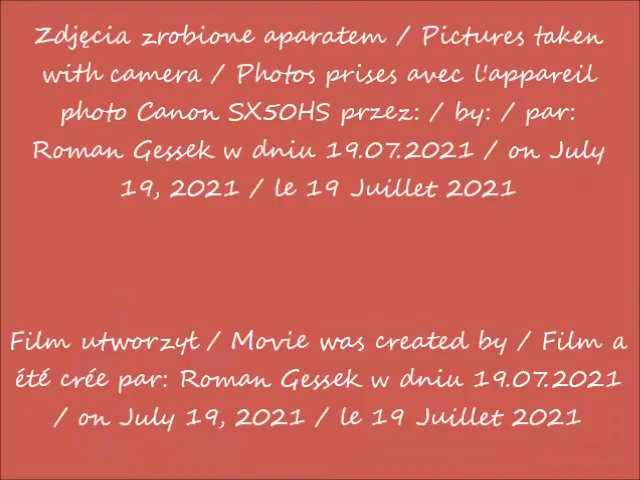 Zdjęcia zrobione aparatem / Pictures taken
with camera / Photos prises avec l'appareil
photo Canon SX50HS przez: / by: / par:
Roman Gessek w dniu 19.07.2021 / on July
19, 2021 / le 19 Juillet 2021
Film utworzył / Movie was created by / Film a
été crée par: Roman Gessek w dniu 19.07.2021
/ on July 19, 2021 / le 19 Juillet 2021